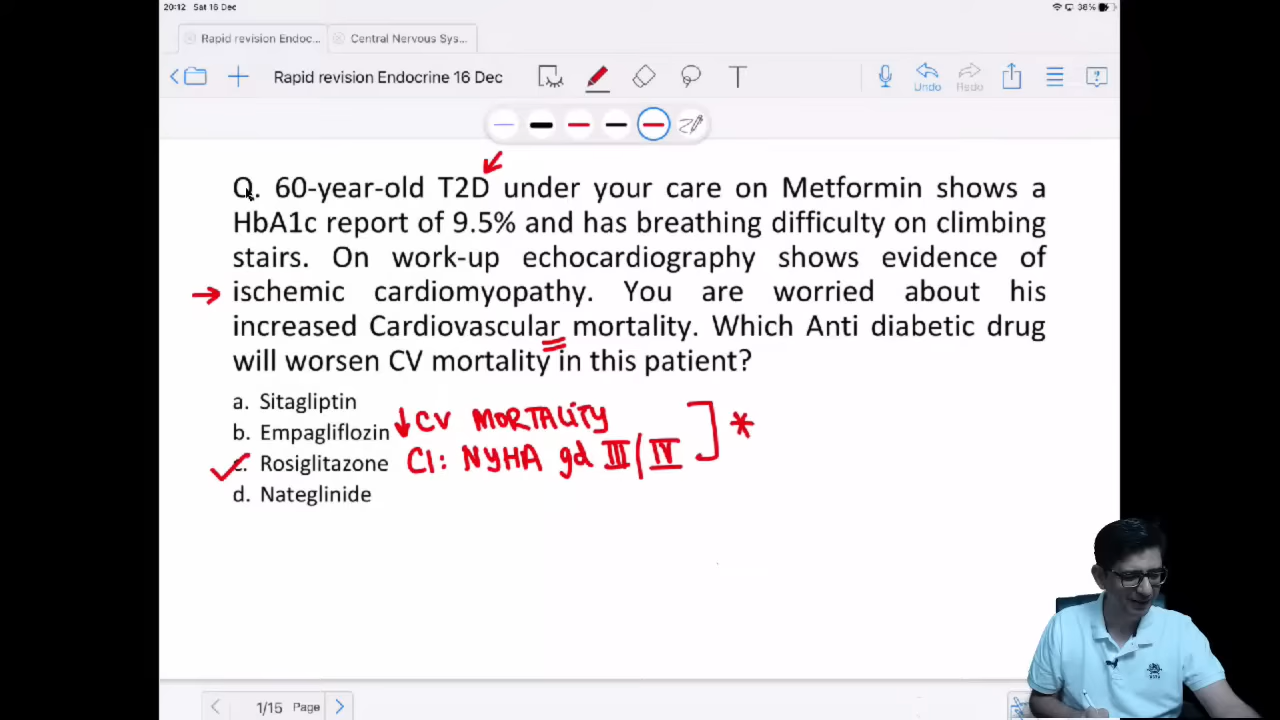 20:12 Sat 16 Dec
38%
Rapid revision Endoc...
Central Nervous Sys...
Rapid revision Endocrine 16 Dec
T
Undo
Redo
Q. 60-year-old T2D under your care on Metformin shows a
HbA1c report of 9.5% and has breathing difficulty on climbing
stairs. On work-up echocardiography shows evidence of
ischemic cardiomyopathy. You are worried about his
increased Cardiovascular mortality. Which Anti diabetic drug
will worsen CV mortality in this patient?
a. Sitagliptin
b. Empagliflozin ↓ CV MORTALITY
c. Rosiglitazone CI: NYHA gd III/IV ] *
d. Nateglinide
1/15 Page